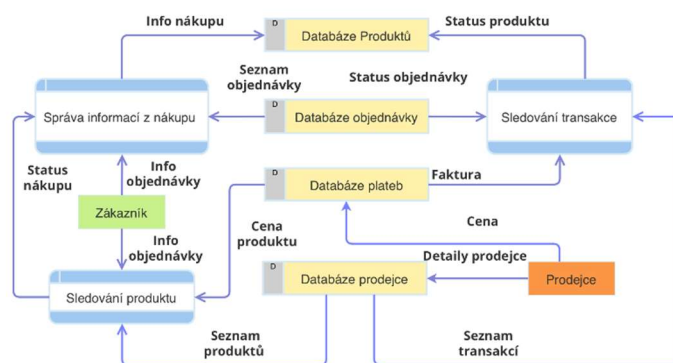 Info nákupu
Status produktu
D
Databáze Produktů
Seznam
objednávky
Status objednávky
Správa informací z nákupu
D
Databáze objednávky
Sledování transakce
Status
nákupu
Info
objednávky
D
Databáze plateb
Faktura
Zákazník
Cena
produktu
Cena
Info
objednávky
Detaily prodejce
D
Databáze prodejce
Prodejce
Sledování produktu
Seznam
produktů
Seznam
transakcí